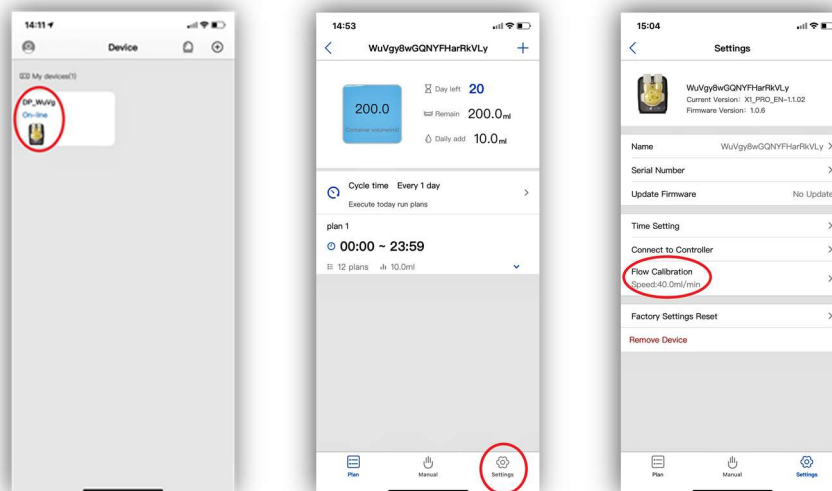 14:11
Device
My devices(1)
DP_WuVg
On-line
14:53
WuVgy8wGQNYFHarRkVLy
200.0
Container volume(ml)
Day left 20
Remain 200.0ml
Daily add 10.0ml
Cycle time Every 1 day
Execute today run plans
plan 1
00:00 ~ 23:59
12 plans 10.0ml
Plan
Manual
Settings
15:04
Settings
WuVgy8wGQNYFHarRkVLy
Current Version: X1_PRO_EN-1.1.02
Firmware Version: 1.0.6
Name WuVgy8wGQNYFHarRkVLy
Serial Number
Update Firmware No Update
Time Setting
Connect to Controller
Flow Calibration
Speed:40.0ml/min
Factory Settings Reset
Remove Device
Plan
Manual
Settings